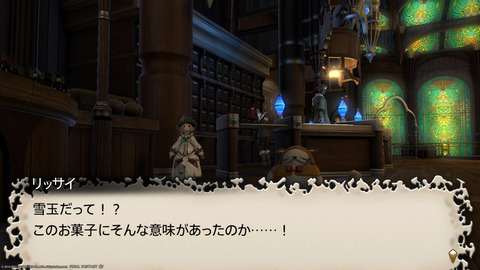 リッサイ
雪玉だって！？
このお菓子にそんな意味があったのか……！